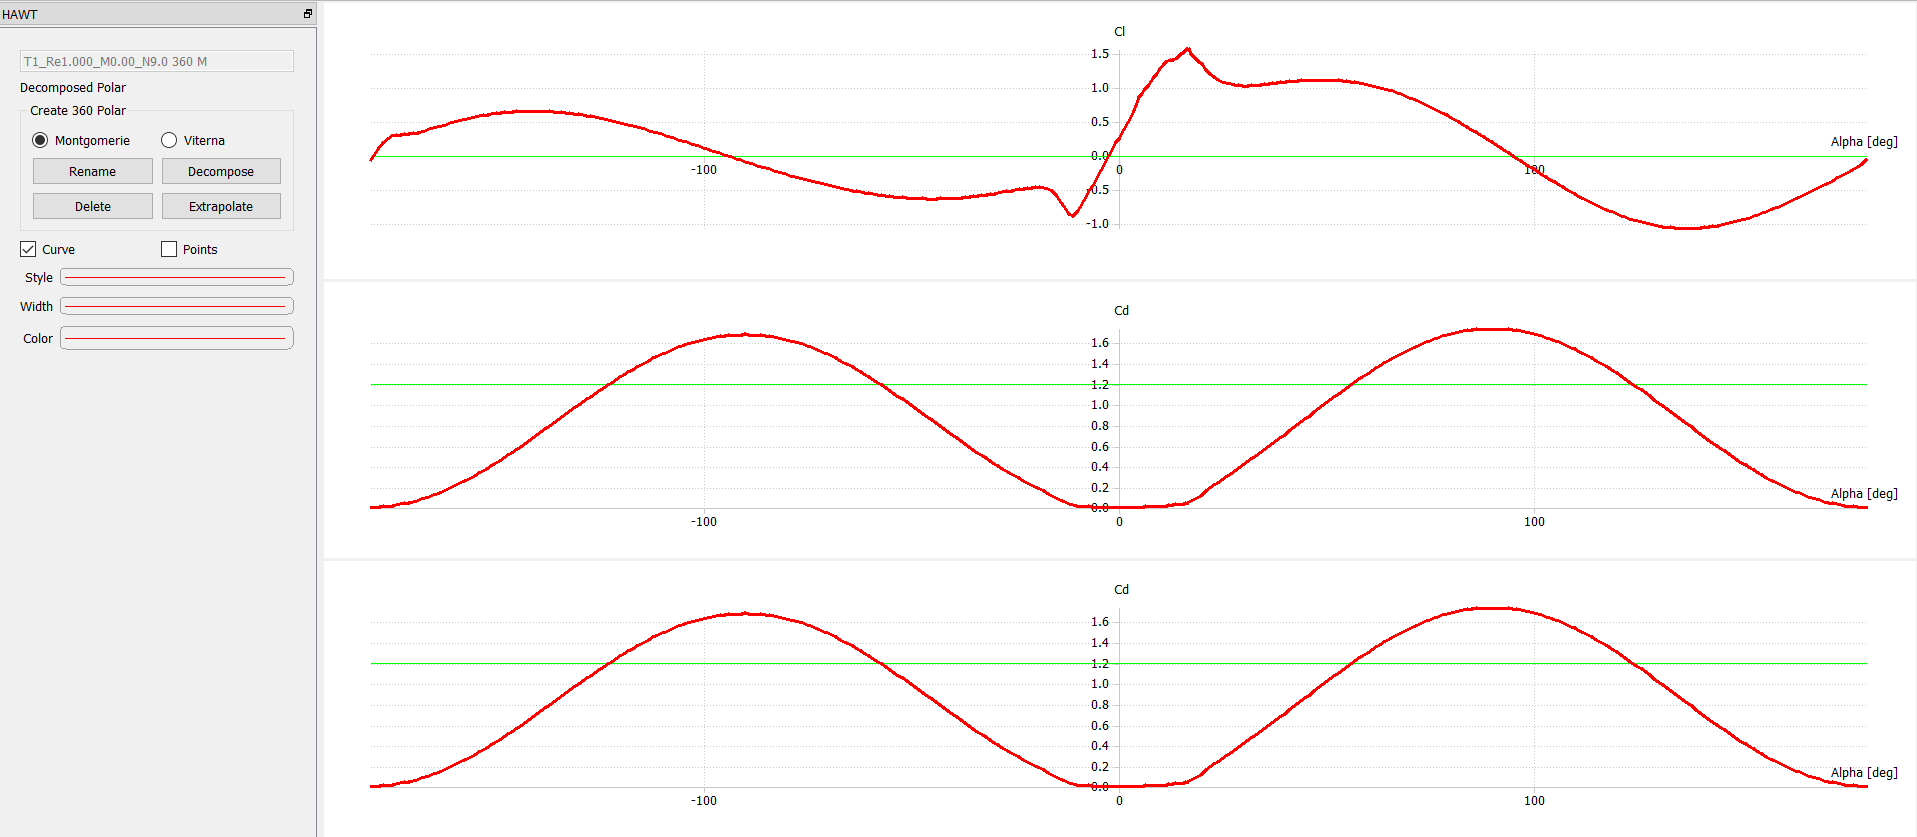 HAWT
T1_Re1.000_M0.00_N9.0 360 M
Decomposed Polar
Create 360 Polar
Montgomerie Viterna
Rename Decompose
Delete Extrapolate
Curve Points
Style
Width
Color
Cl
1.5
1.0
0.5
Alpha [deg]
0.0
-100 0 100
-0.5
-1.0
Cd
1.6
1.4
1.2
1.0
0.8
0.6
0.4
0.2
Alpha [deg]
0.0
-100 0 100
Cd
1.6
1.4
1.2
1.0
0.8
0.6
0.4
0.2
Alpha [deg]
0.0
-100 0 100